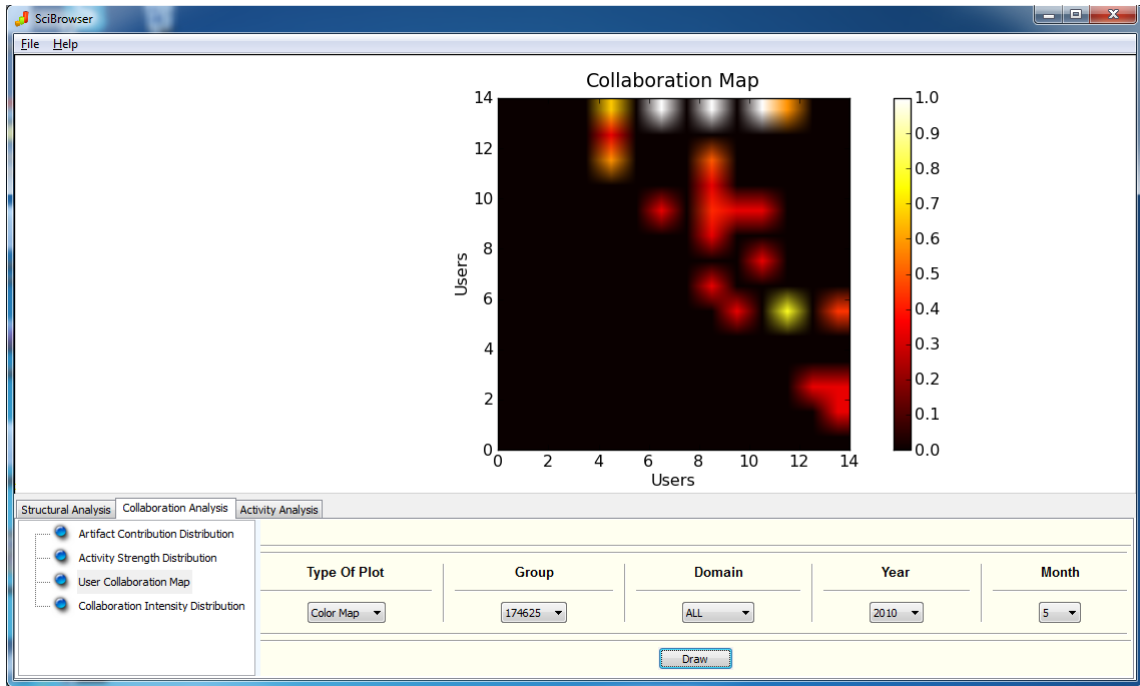 SciBrowser
File Help
Collaboration Map
14
12
10
8
6
4
2
0
Users
0 2 4 6 8 10 12 14
Users
1.0
0.9
0.8
0.7
0.6
0.5
0.4
0.3
0.2
0.1
0.0
Structural Analysis Collaboration Analysis Activity Analysis
Artifact Contribution Distribution
Activity Strength Distribution
User Collaboration Map
Collaboration Intensity Distribution
Type Of Plot Group Domain Year Month
Color Map 174625 ALL 2010 5
Draw